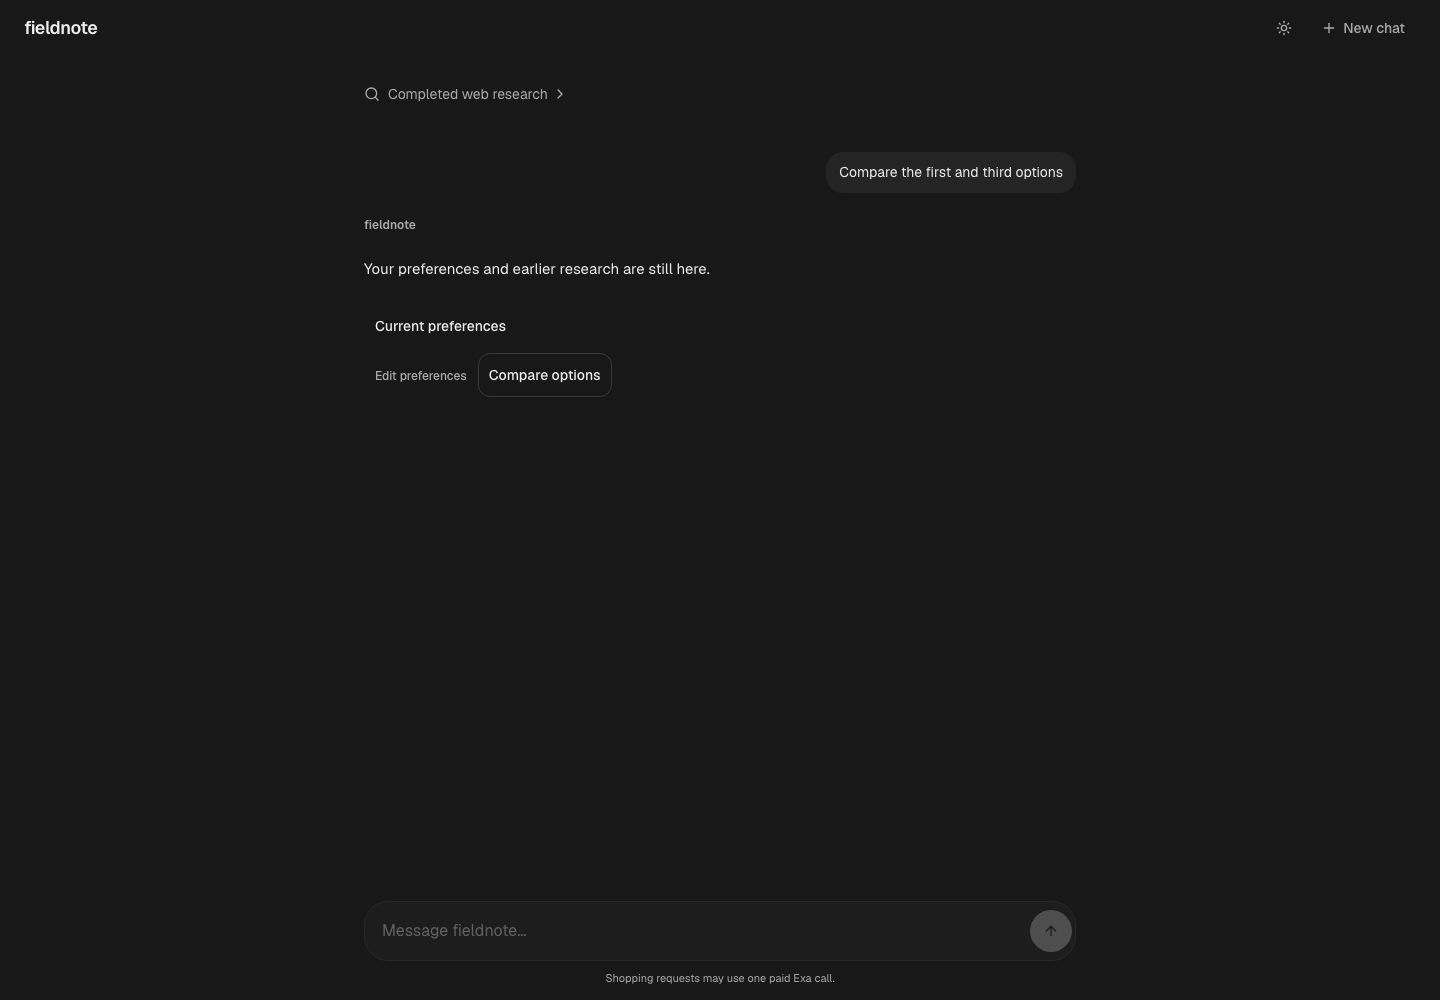 fieldnote
New chat
Completed web research
Compare the first and third options
fieldnote
Your preferences and earlier research are still here.
Current preferences
Edit preferences
Compare options
Message fieldnote...
Shopping requests may use one paid Exa call.